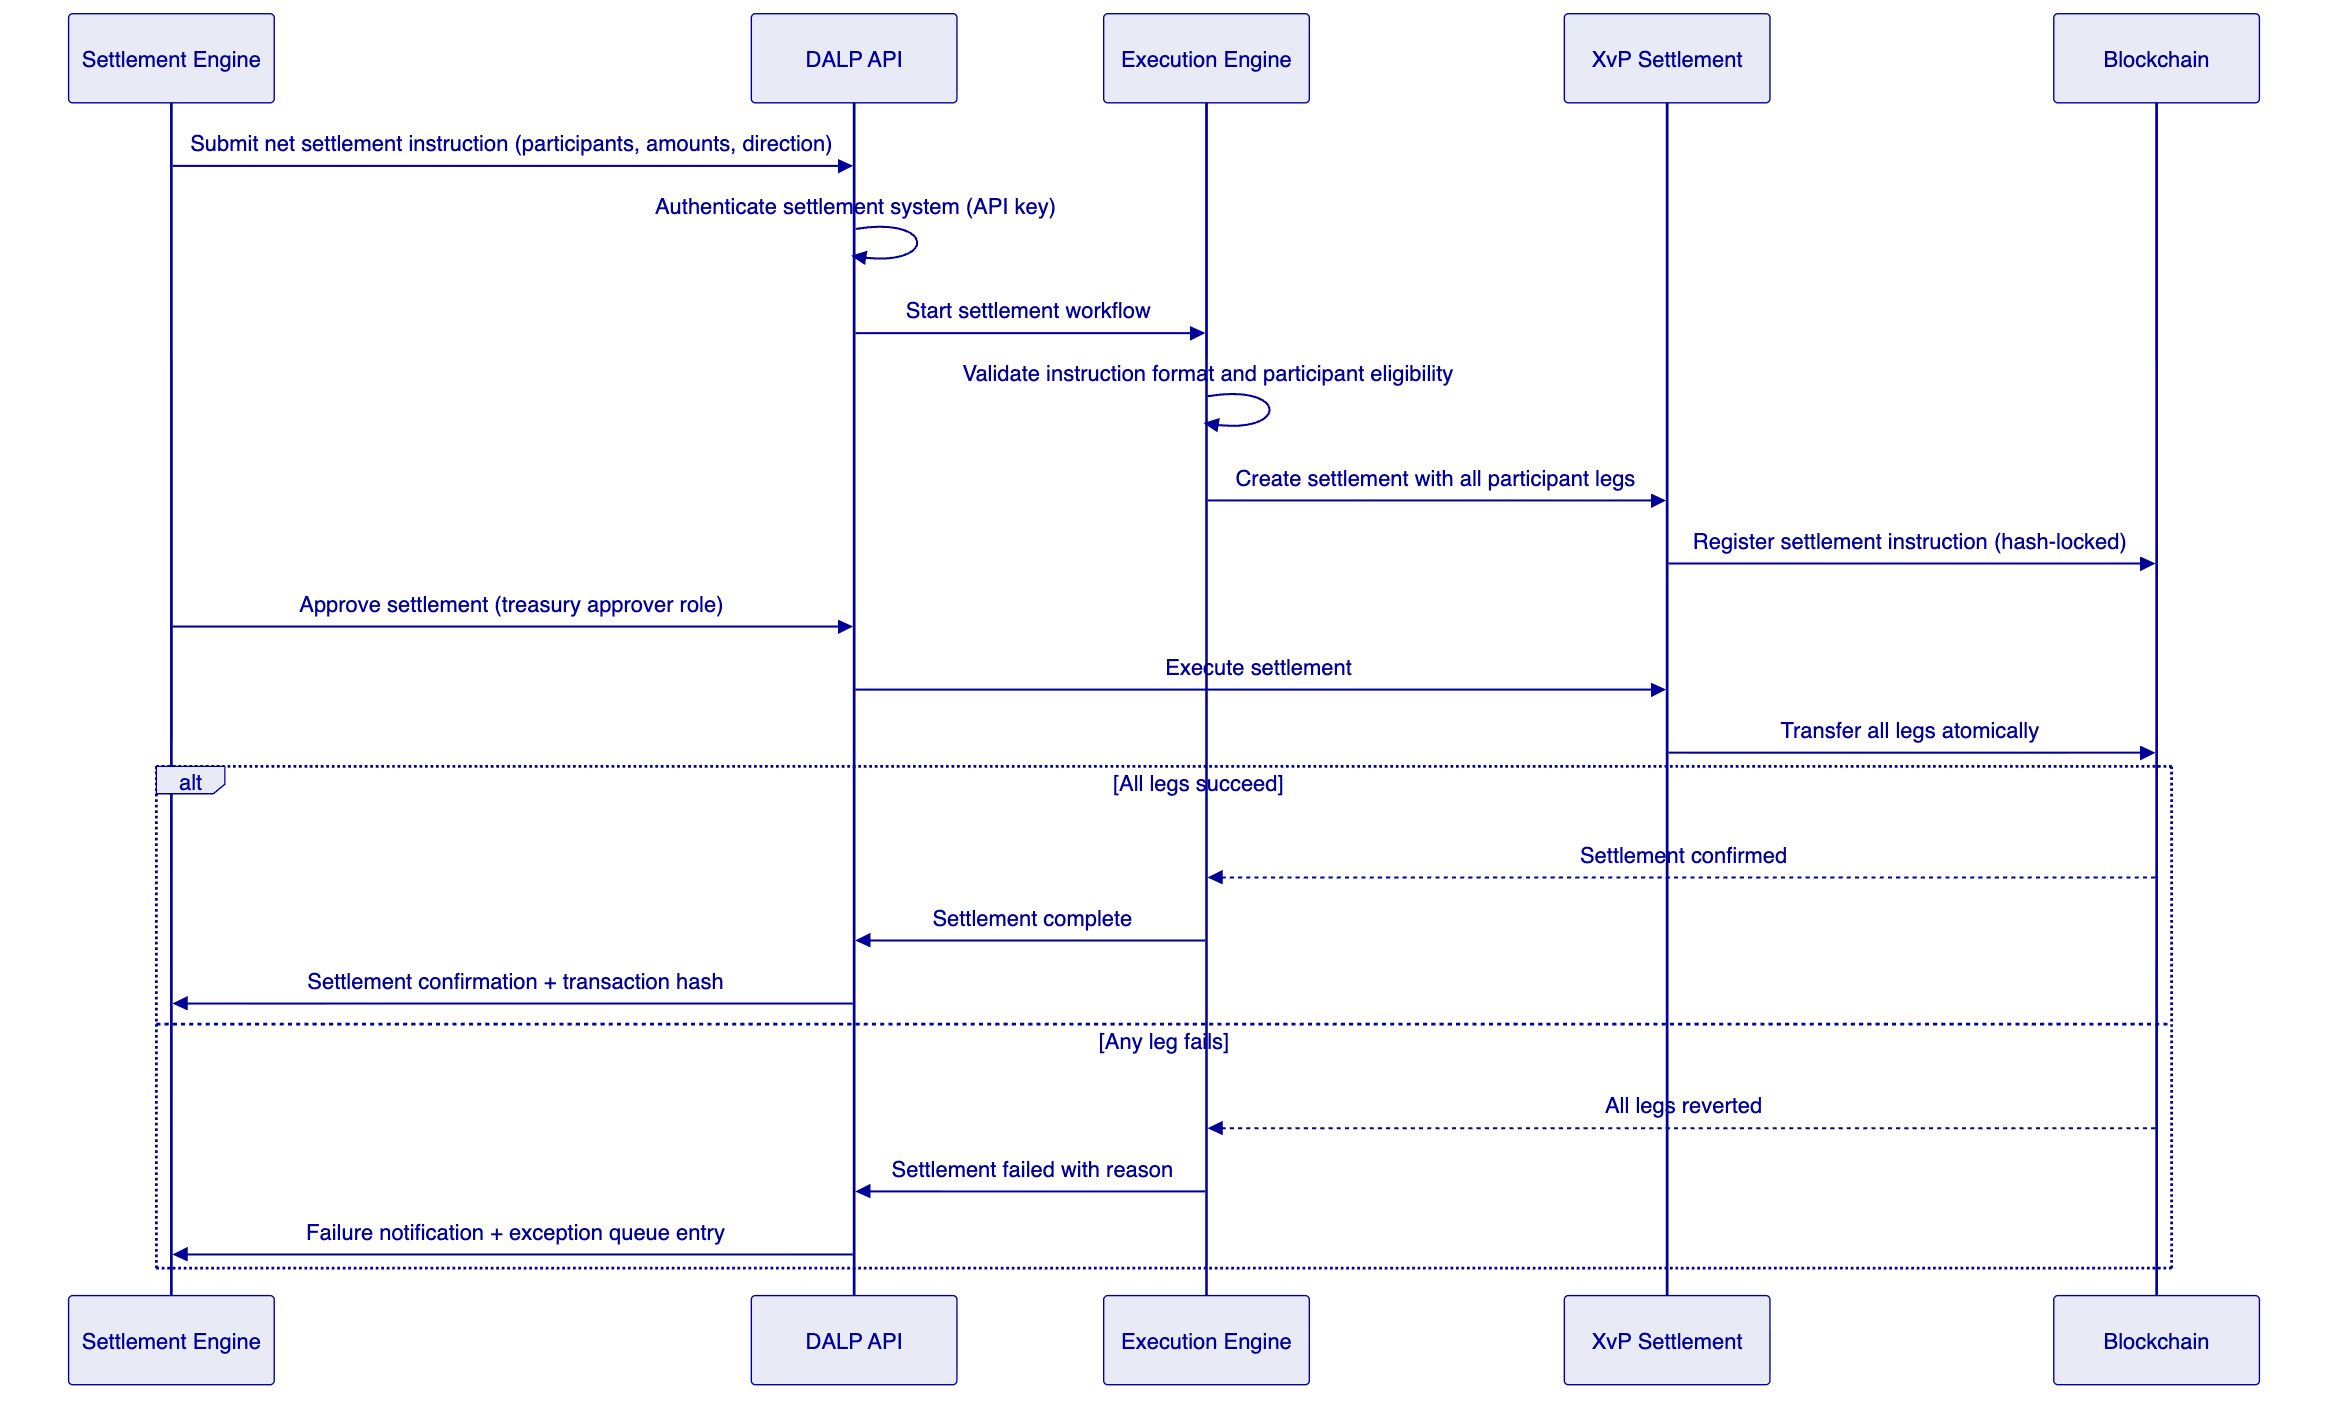 Settlement Engine
DALP API
Execution Engine
XvP Settlement
Blockchain
Submit net settlement instruction (participants, amounts, direction)
Authenticate settlement system (API key)
Start settlement workflow
Validate instruction format and participant eligibility
Create settlement with all participant legs
Register settlement instruction (hash-locked)
Approve settlement (treasury approver role)
Execute settlement
Transfer all legs atomically
alt
[All legs succeed]
Settlement confirmed
Settlement complete
Settlement confirmation + transaction hash
[Any leg fails]
All legs reverted
Settlement failed with reason
Failure notification + exception queue entry
Settlement Engine
DALP API
Execution Engine
XvP Settlement
Blockchain